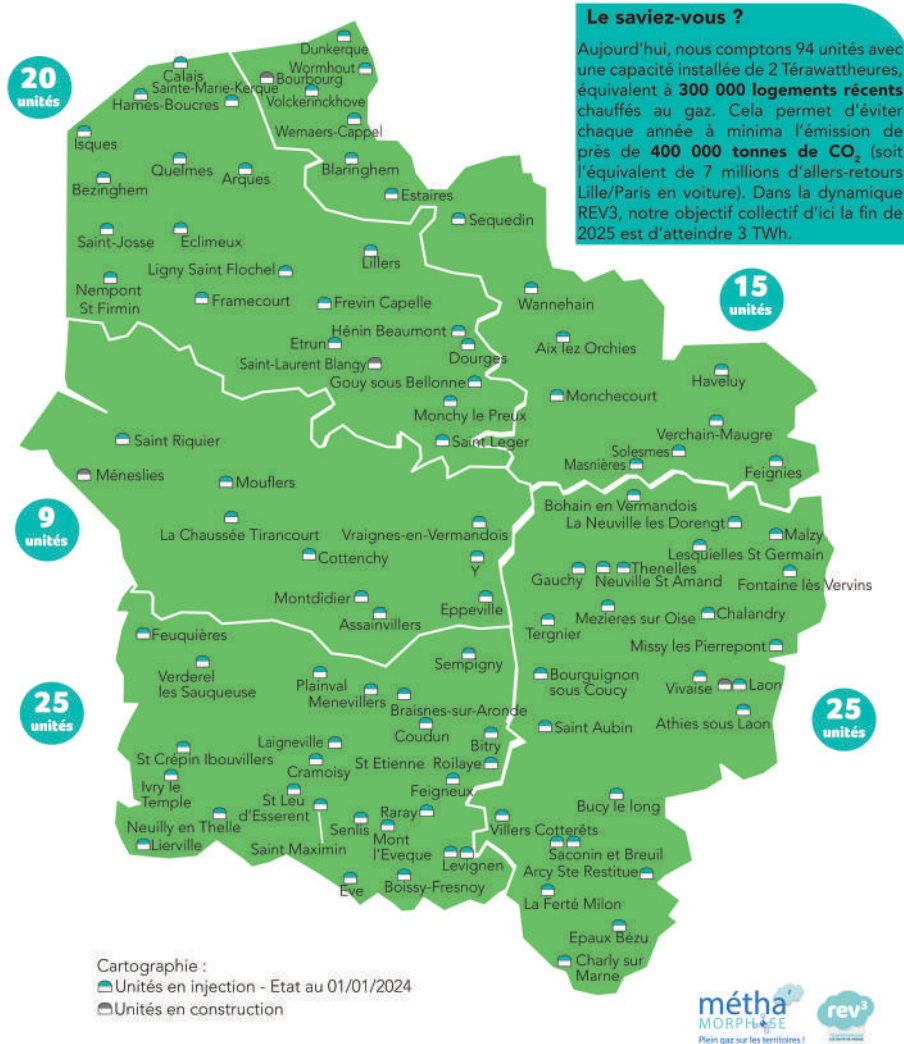 Le saviez-vous ?
Aujourd'hui, nous comptons 94 unités avec
une capacité installée de 2 Térawattheures,
équivalent à 300 000 logements récents
chauffés au gaz. Cela permet d'éviter
chaque année à minima l'émission de
près de 400 000 tonnes de CO₂ (soit
l'équivalent de 7 millions d'allers-retours
Lille/Paris en voiture). Dans la dynamique
REV3, notre objectif collectif d'ici la fin de
2025 est d'atteindre 3 TWh.
20
unités
Dunkerque
Wormhout
Bourbourg
Volckerinckhove
Wemaers-Cappel
Blaringhem
Estaires
Calais
Sainte-Marie-Kerque
Hames-Boucres
Isques
Quelmes
Arques
Bezinghem
Saint-Josse
Eclimeux
Lillers
Ligny Saint Flochel
Nempont
St Firmin
Framecourt
Frevin Capelle
Hénin Beaumont
Etrun
Dourges
Saint-Laurent Blangy
Gouy sous Bellonne
Monchy le Preux
Saint Leger
15
unités
Sequedin
Wannehain
Aix lez Orchies
Haveluy
Monchecourt
Verchain-Maugre
Solesmes
Masnières
Feignies
9
unités
Saint Riquier
Méneslies
Mouflers
La Chaussée Tirancourt
Vraignes-en-Vermandois
Cottenchy
Y
Montdidier
Eppeville
Assainvillers
25
unités
Feuquières
Sempigny
Verderel
les Sauqueuse
Plainval
Menevillers
Braisnes-sur-Aronde
Coudun
Bitry
Laigneville
St Crépin Ibouvillers
Cramoisy
St Etienne Roilaye
Ivry le
Temple
Feigneux
St Leu
d'Esserent
Raray
Neuilly en Thelle
Senlis
Mont
l'Eveque
Lierville
Saint Maximin
Levignen
Eve
Boissy-Fresnoy
25
unités
Bohain en Vermandois
La Neuville les Dorengt
Malzy
Lesquielles St Germain
Gauchy
Thenelles
Neuville St Amand
Fontaine lès Vervins
Mezieres sur Oise
Chalandry
Tergnier
Missy les Pierrepont
Bourguignon
sous Coucy
Vivaise
Laon
Saint Aubin
Athies sous Laon
Bucy le long
Villers Cotterêts
Saconin et Breuil
Arcy Ste Restitue
La Ferté Milon
Epaux Bézu
Charly sur
Marne
Cartographie :
Unités en injection - Etat au 01/01/2024
Unités en construction
métha'
MORPHOSE
Plein gaz sur les territoires !
rev³